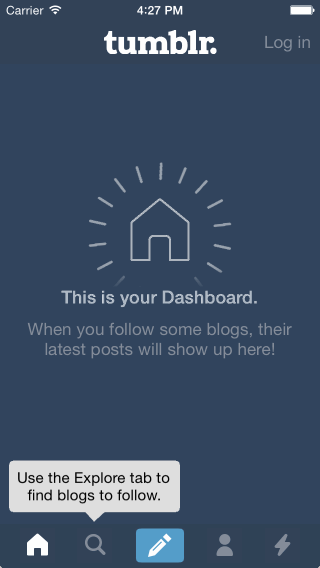 Carrier 4:27 PM
tumblr. Log in
This is your Dashboard.
When you follow some blogs, their
latest posts will show up here!
Use the Explore tab to
find blogs to follow.